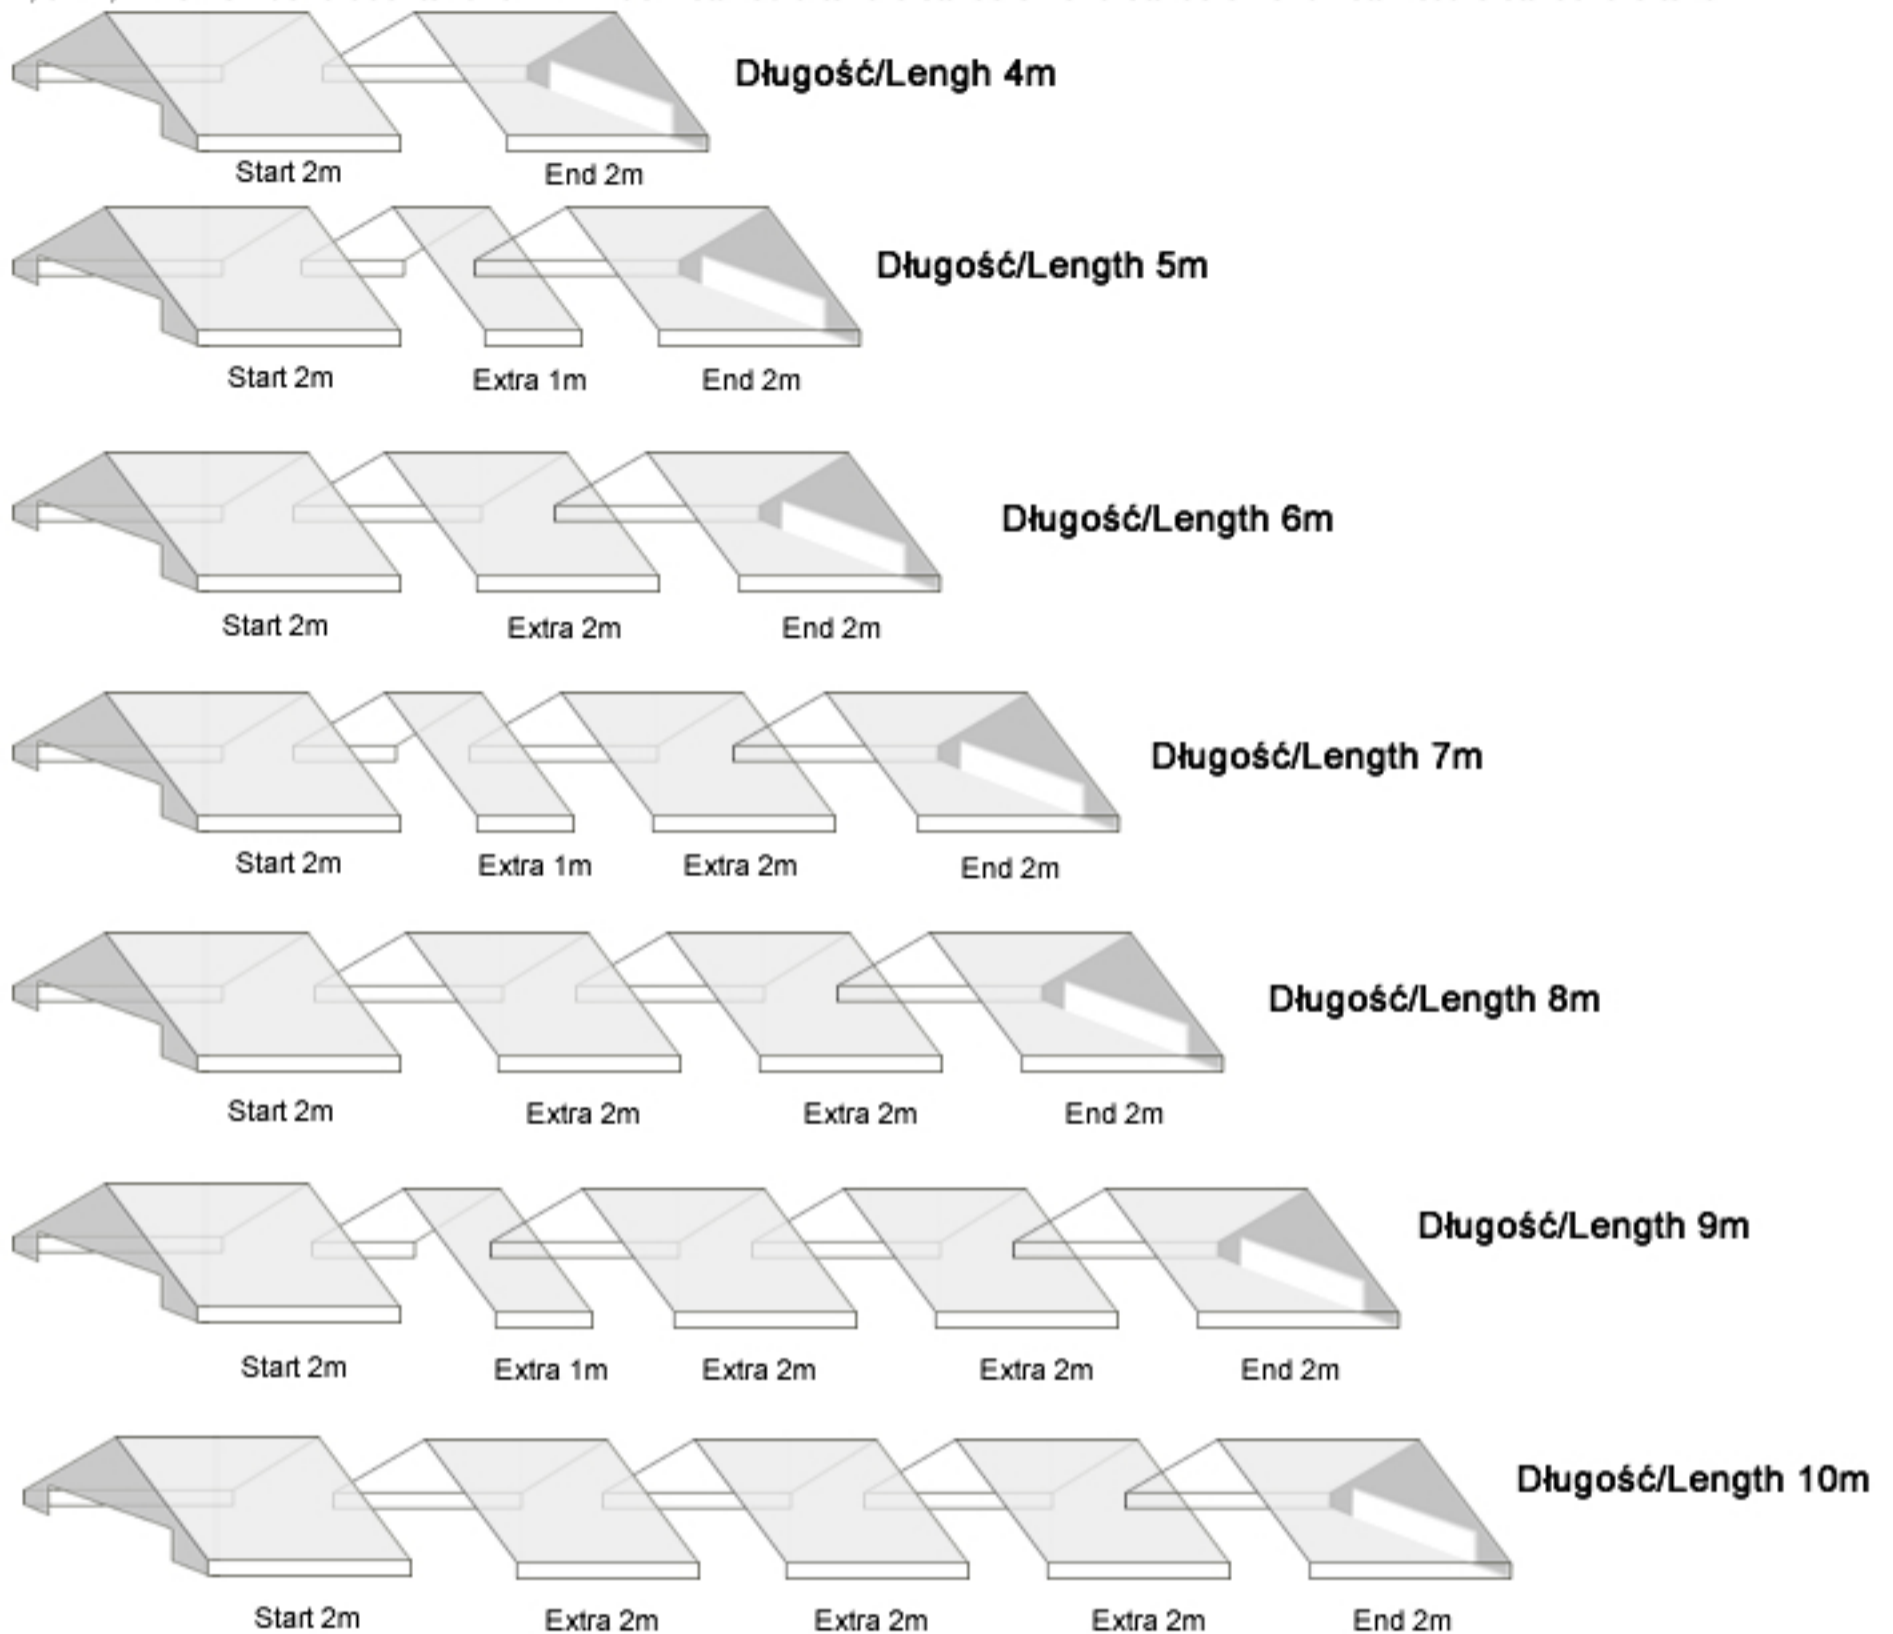 Długość/Lengh 4m
Start 2m End 2m
Długość/Length 5m
Start 2m Extra 1m End 2m
Długość/Length 6m
Start 2m Extra 2m End 2m
Długość/Length 7m
Start 2m Extra 1m Extra 2m End 2m
Długość/Length 8m
Start 2m Extra 2m Extra 2m End 2m
Długość/Length 9m
Start 2m Extra 1m Extra 2m Extra 2m End 2m
Długość/Length 10m
Start 2m Extra 2m Extra 2m Extra 2m End 2m